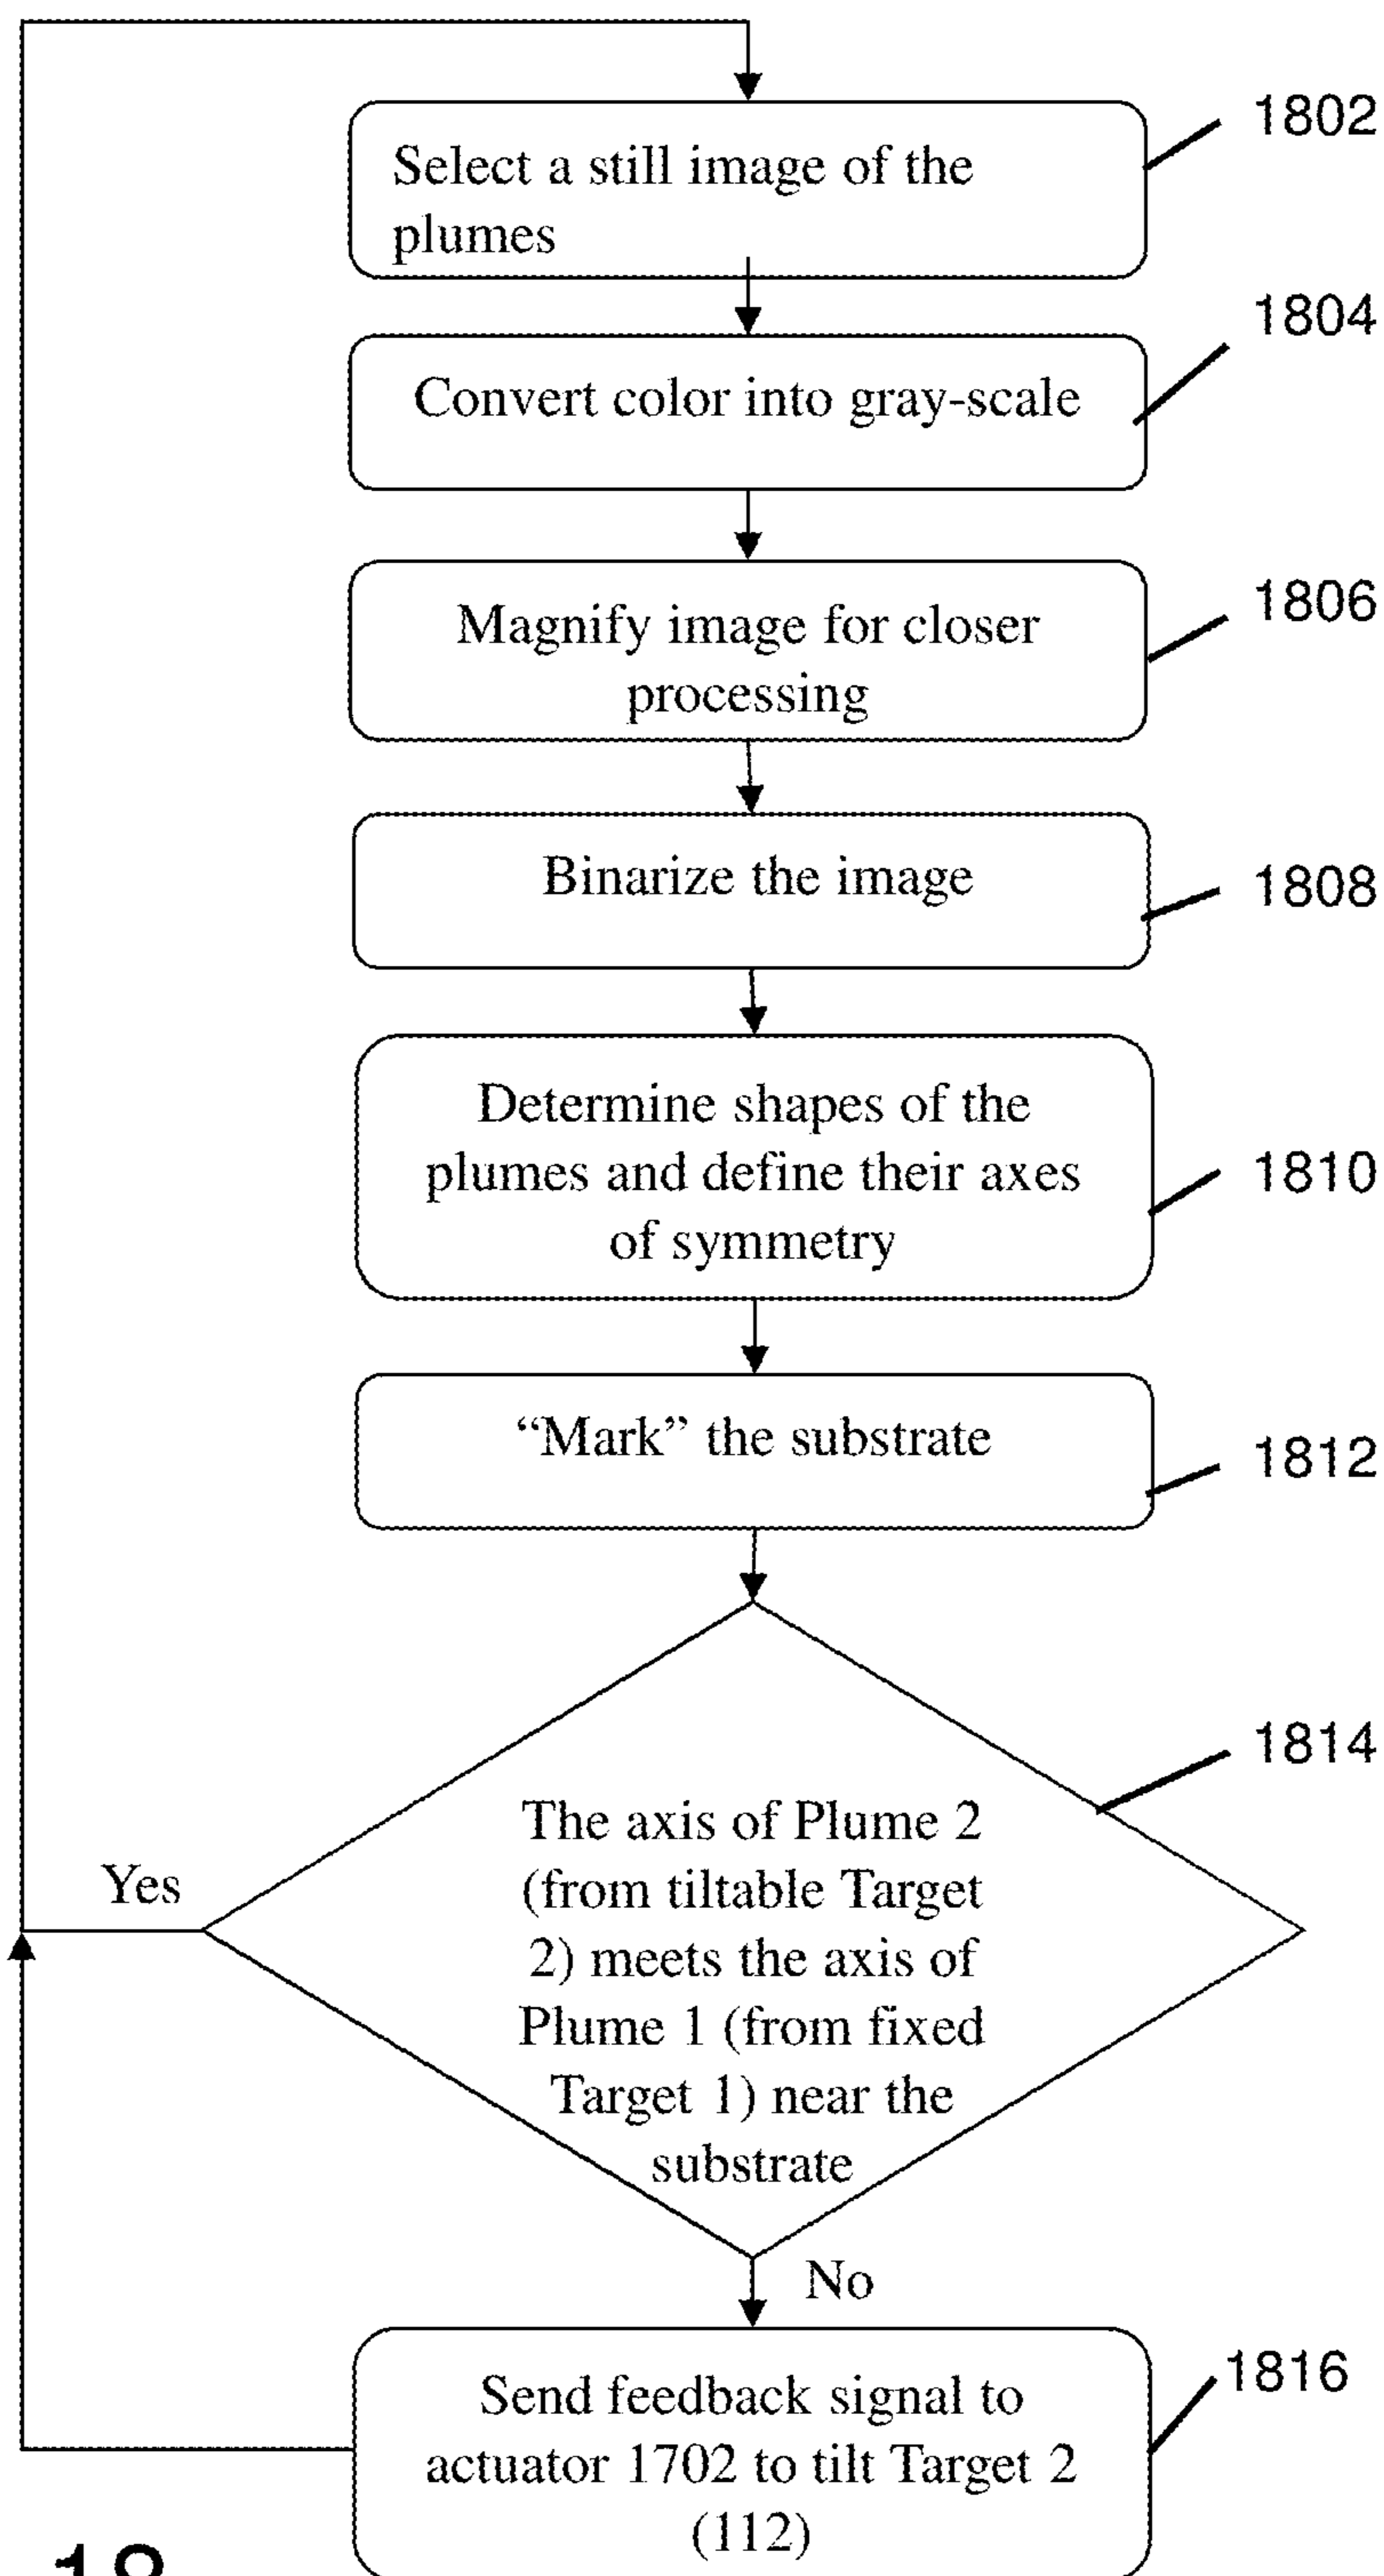 1802
Select a still image of the
plumes
1804
Convert color into gray-scale
1806
Magnify image for closer
processing
1808
Binarize the image
1810
Determine shapes of the
plumes and define their axes
of symmetry
1812
“Mark” the substrate
1814
The axis of Plume 2
(from tiltable Target
2) meets the axis of
Plume 1 (from fixed
Target 1) near the
substrate
Yes
No
1816
Send feedback signal to
actuator 1702 to tilt Target 2
(112)
18